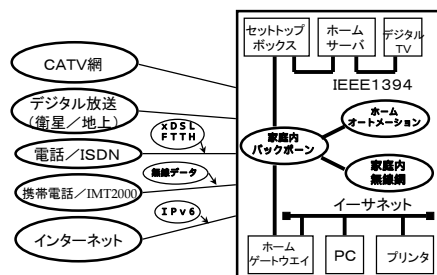 CATV網
デジタル放送
(衛星／地上)
xDSL
FTTH
電話／ISDN
無線データ
携帯電話／IMT2000
IPv6
インターネット
セットトップ
ボックス
ホーム
サーバ
デジタル
TV
IEEE1394
ホーム
オートメーション
家庭内
バックボーン
家庭内
無線網
イーサネット
ホーム
ゲートウエイ
PC
プリンタ